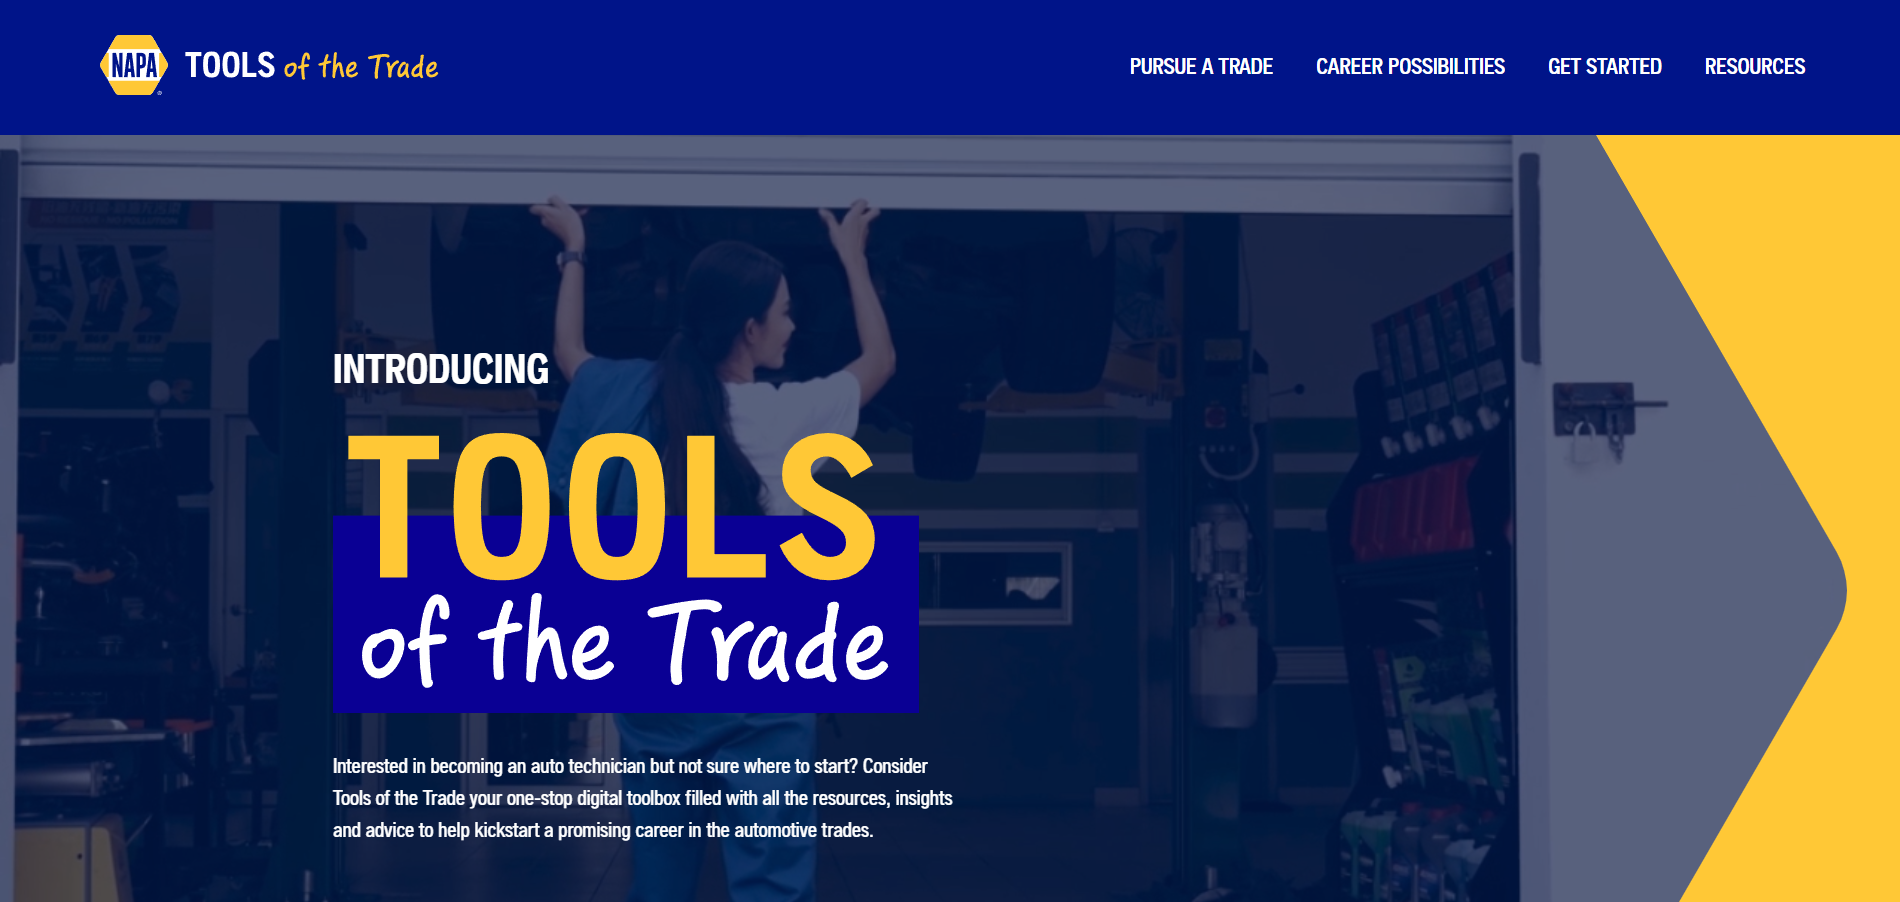 NAPA
TOOLS of the Trade
PURSUE A TRADE
CAREER POSSIBILITIES
GET STARTED
RESOURCES
INTRODUCING
TOOLS
of the Trade
Interested in becoming an auto technician but not sure where to start? Consider
Tools of the Trade your one-stop digital toolbox filled with all the resources, insights
and advice to help kickstart a promising career in the automotive trades.